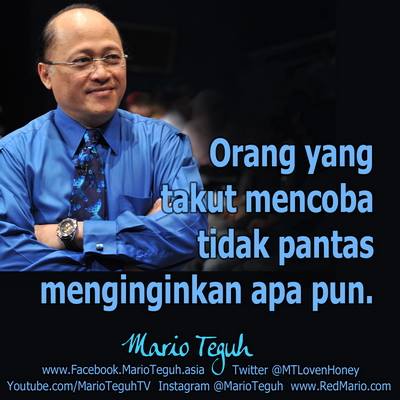 Orang yang
takut mencoba
tidak pantas
menginginkan apa pun.
Mario Teguh
www.Facebook.MarioTeguh.asia Twitter @MTLovenHoney
Youtube.com/MarioTeguhTV Instagram @MarioTeguh www.RedMario.com